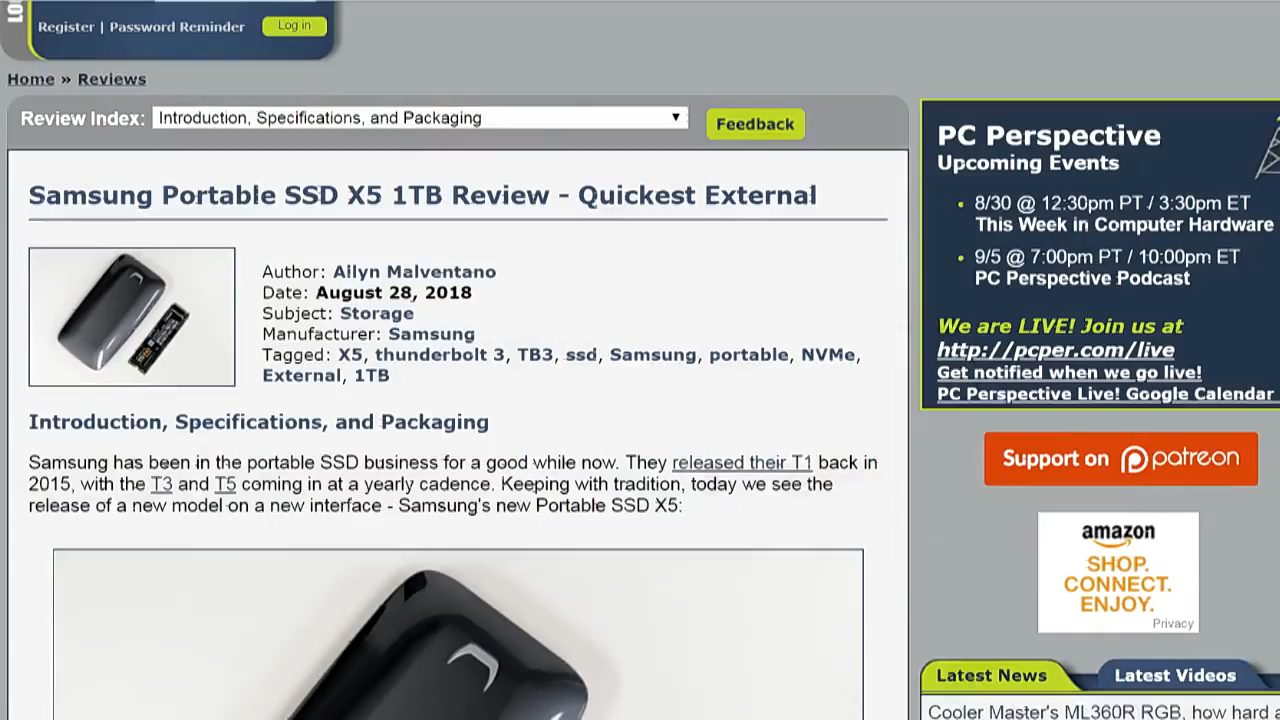 Register | Password Reminder
Log in
Home » Reviews
Review Index: Introduction, Specifications, and Packaging
Feedback
Samsung Portable SSD X5 1TB Review - Quickest External
Author: Allyn Malventano
Date: August 28, 2018
Subject: Storage
Manufacturer: Samsung
Tagged: X5, thunderbolt 3, TB3, ssd, Samsung, portable, NVMe,
External, 1TB
Introduction, Specifications, and Packaging
Samsung has been in the portable SSD business for a good while now. They released their T1 back in
2015, with the T3 and T5 coming in at a yearly cadence. Keeping with tradition, today we see the
release of a new model on a new interface - Samsung's new Portable SSD X5:
PC Perspective
Upcoming Events
8/30 @ 12:30pm PT / 3:30pm ET
This Week in Computer Hardware
9/5 @ 7:00pm PT / 10:00pm ET
PC Perspective Podcast
We are LIVE! Join us at
http://pcper.com/live
Get notified when we go live!
PC Perspective Live! Google Calendar
Support on patreon
amazon
SHOP.
CONNECT.
ENJOY.
Privacy
Latest News
Latest Videos
Cooler Master's ML360R RGB, how hard